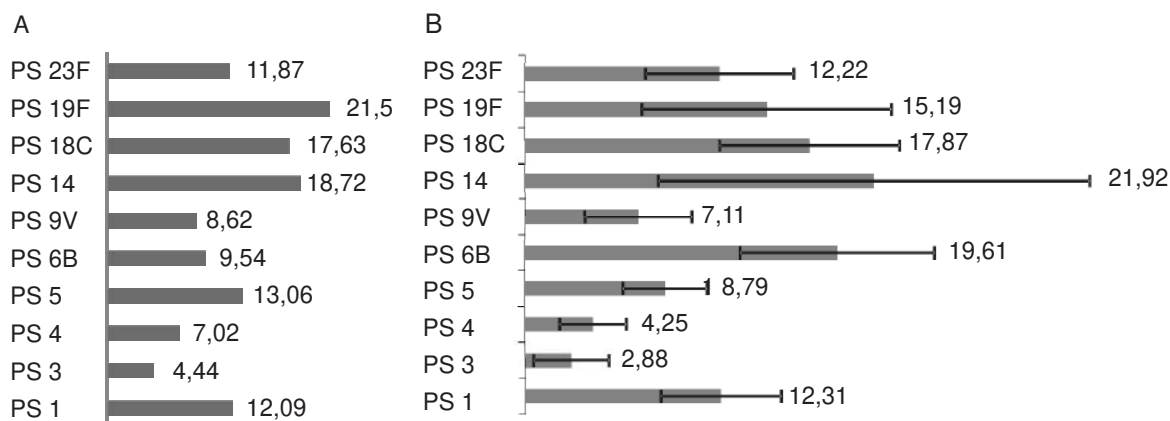 A
PS 23F 11,87
PS 19F 21,5
PS 18C 17,63
PS 14 18,72
PS 9V 8,62
PS 6B 9,54
PS 5 13,06
PS 4 7,02
PS 3 4,44
PS 1 12,09
B
PS 23F 12,22
PS 19F 15,19
PS 18C 17,87
PS 14 21,92
PS 9V 7,11
PS 6B 19,61
PS 5 8,79
PS 4 4,25
PS 3 2,88
PS 1 12,31